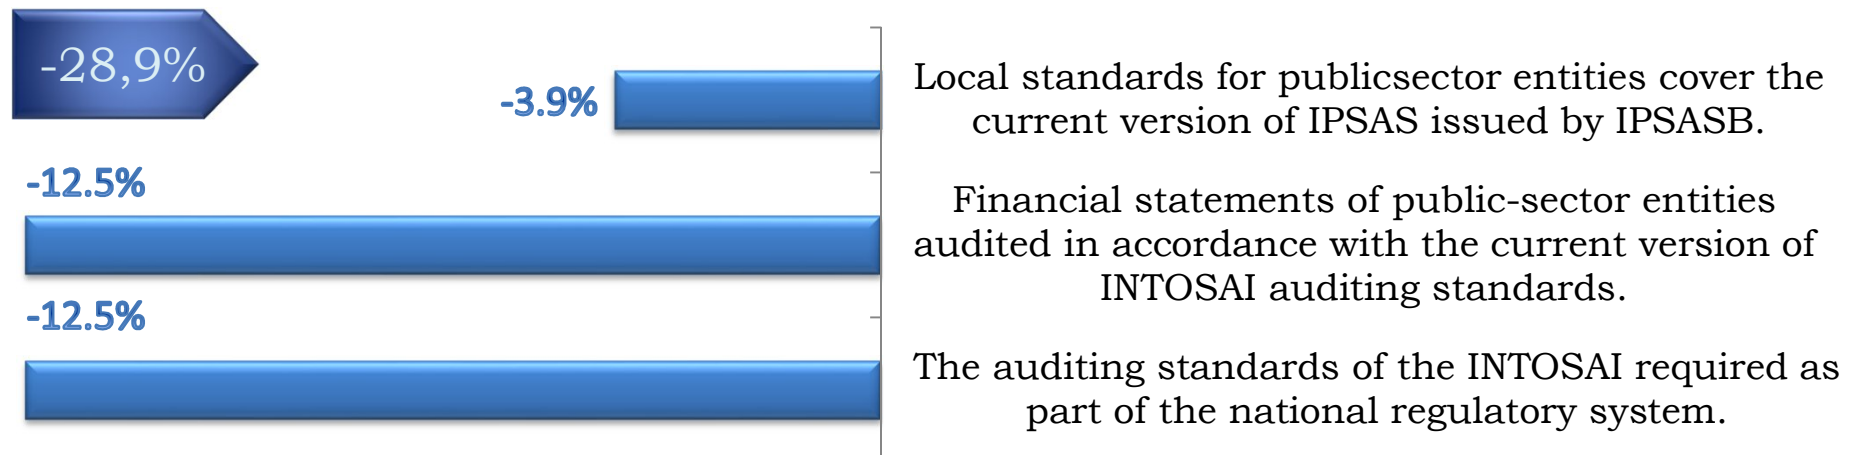 -28,9%
-3.9%
Local standards for publicsector entities cover the
current version of IPSAS issued by IPSASB.
-12.5%
Financial statements of public-sector entities
audited in accordance with the current version of
INTOSAI auditing standards.
-12.5%
The auditing standards of the INTOSAI required as
part of the national regulatory system.